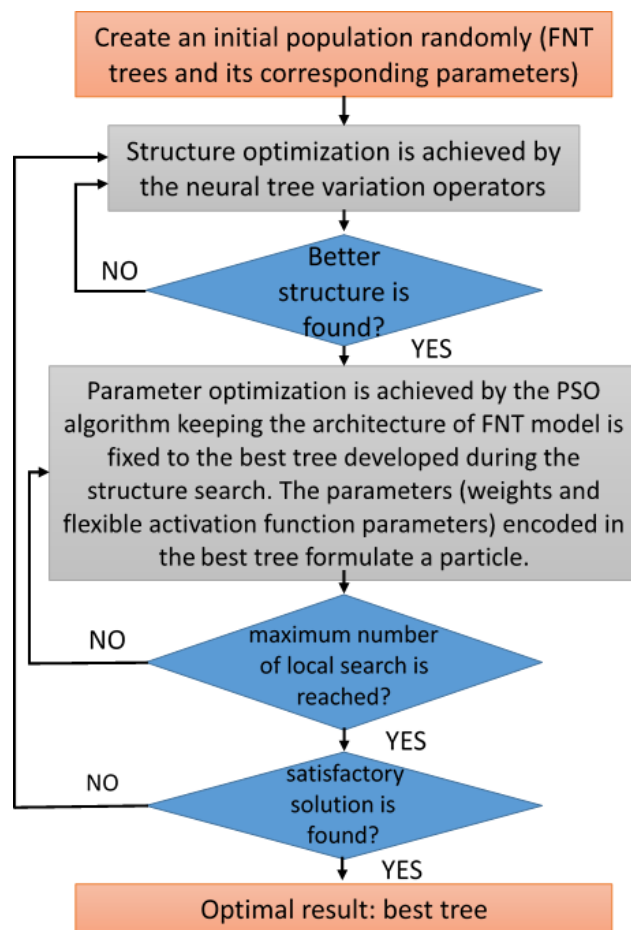 Create an initial population randomly (FNT
trees and its corresponding parameters)
Structure optimization is achieved by
the neural tree variation operators
NO
Better
structure is
found?
YES
Parameter optimization is achieved by the PSO
algorithm keeping the architecture of FNT model is
fixed to the best tree developed during the
structure search. The parameters (weights and
flexible activation function parameters) encoded in
the best tree formulate a particle.
NO
maximum number
of local search is
reached?
YES
NO
satisfactory
solution is
found?
YES
Optimal result: best tree